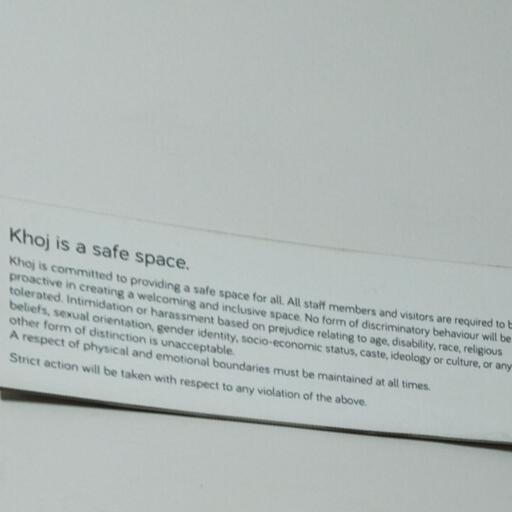 Khoj is a safe space.
Khoj is committed to providing a safe space for all. All staff members and visitors are required to b
proactive in creating a welcoming and inclusive space. No form of discriminatory behaviour will be
tolerated. Intimidation or harassment based on prejudice relating to age, disability, race, religious
beliefs, sexual orientation, gender identity, socio-economic status, caste, ideology or culture, or any
other form of distinction is unacceptable.
A respect of physical and emotional boundaries must be maintained at all times.
Strict action will be taken with respect to any violation of the above.